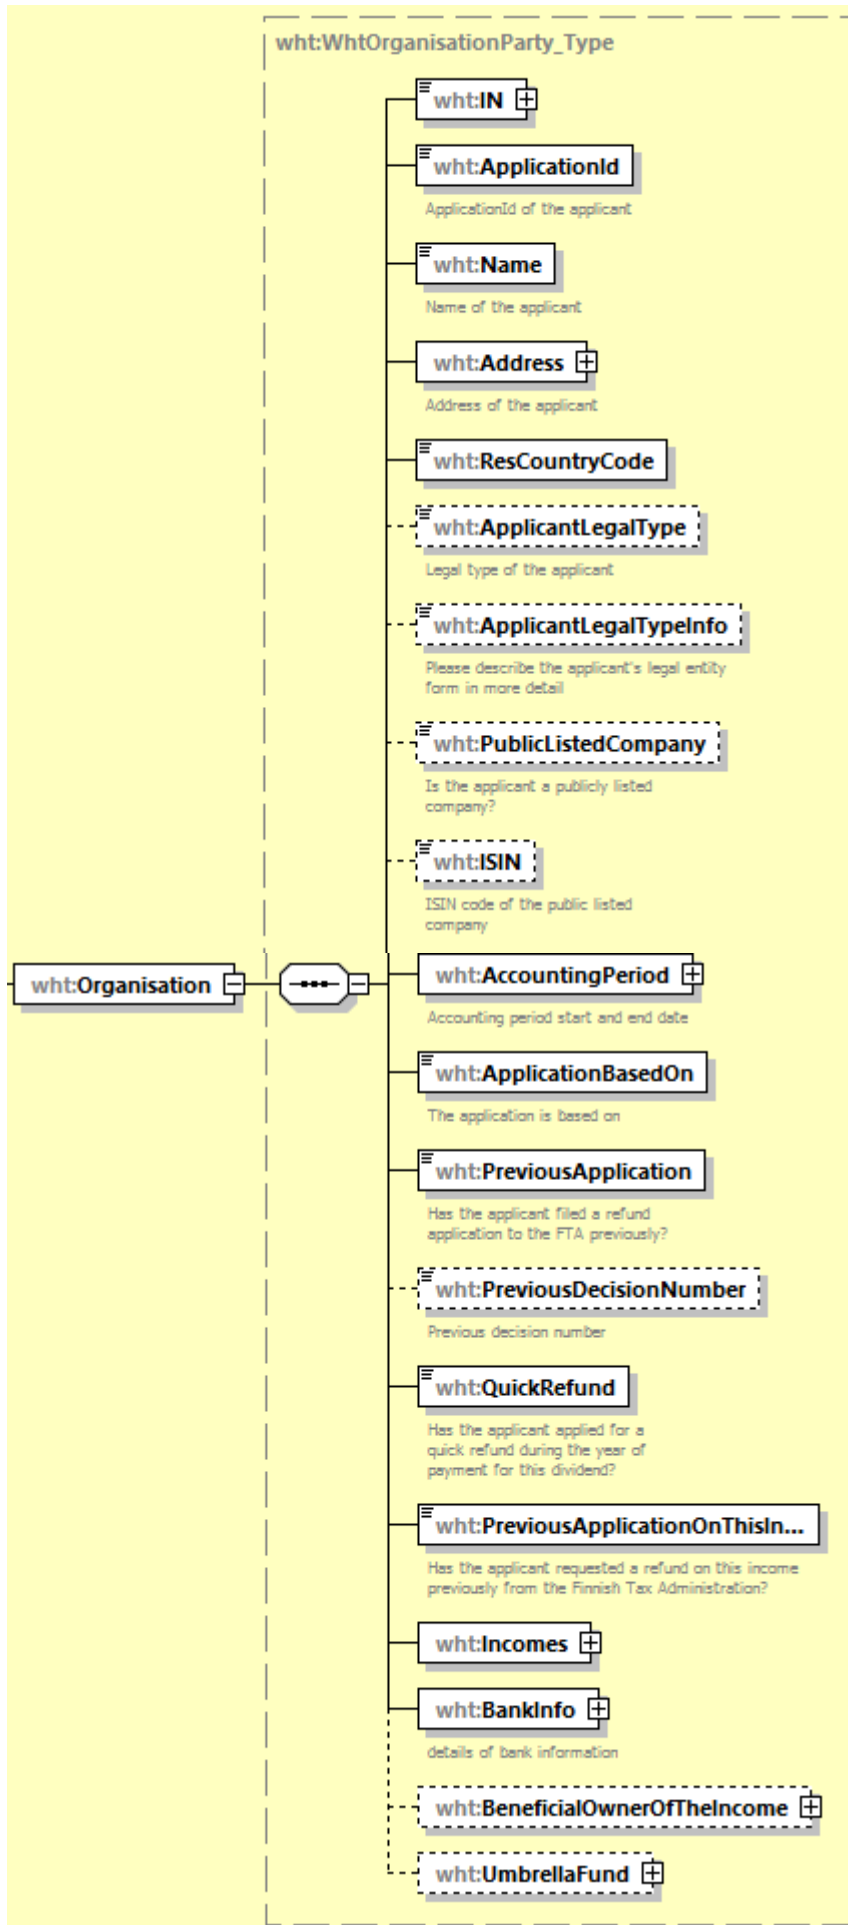 wht:WhtOrganisationParty_Type
wht:IN
wht:ApplicationId
ApplicationId of the applicant
wht:Name
Name of the applicant
wht:Address
Address of the applicant
wht:ResCountryCode
wht:ApplicantLegalType
Legal type of the applicant
wht:ApplicantLegalTypeInfo
Please describe the applicant's legal entity
form in more detail
wht:PublicListedCompany
Is the applicant a publicly listed
company?
wht:ISIN
ISIN code of the public listed
company
wht:Organisation
wht:AccountingPeriod
Accounting period start and end date
wht:ApplicationBasedOn
The application is based on
wht:PreviousApplication
Has the applicant filed a refund
application to the FTA previously?
wht:PreviousDecisionNumber
Previous decision number
wht:QuickRefund
Has the applicant applied for a
quick refund during the year of
payment for this dividend?
wht:PreviousApplicationOnThisIn...
Has the applicant requested a refund on this income
previously from the Finnish Tax Administration?
wht:Incomes
wht:BankInfo
details of bank information
wht:BeneficialOwnerOfTheIncome
wht:UmbrellaFund